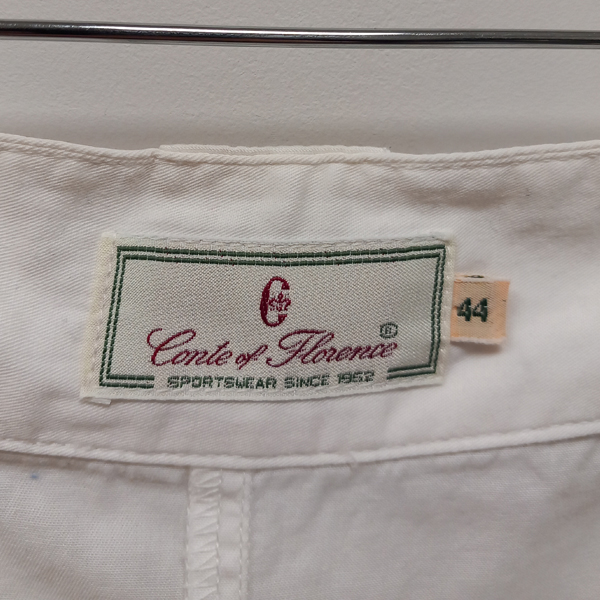 C
Conte of Florence ®
SPORTSWEAR SINCE 1952
44